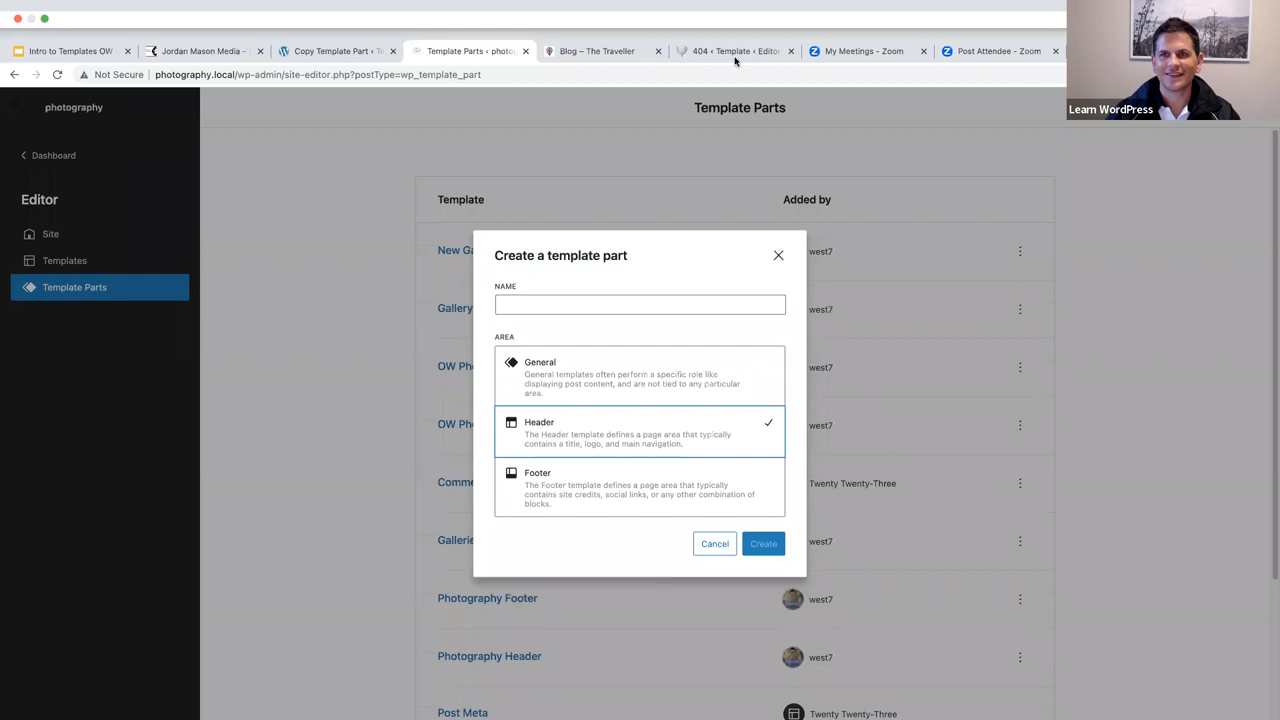 Intro to Templates OW
Jordan Mason Media -
Copy Template Part < Te
Template Parts < photog
Blog – The Traveller
404 < Template < Editor
My Meetings - Zoom
Post Attendee - Zoom
Not Secure
photography.local/wp-admin/site-editor.php?postType=wp_template_part
Learn WordPress
photography
Template Parts
Dashboard
Editor
Site
Templates
Template Parts
Template
Added by
New Ga
west7
Gallery
west7
OW Pho
west7
OW Pho
west7
Comme
Twenty Twenty-Three
Gallerie
west7
Photography Footer
west7
Photography Header
west7
Post Meta
Twenty Twenty-Three
Create a template part
NAME
AREA
General
General templates often perform a specific role like
displaying post content, and are not tied to any particular
area.
Header
The Header template defines a page area that typically
contains a title, logo, and main navigation.
Footer
The Footer template defines a page area that typically
contains site credits, social links, or any other combination of
blocks.
Cancel
Create